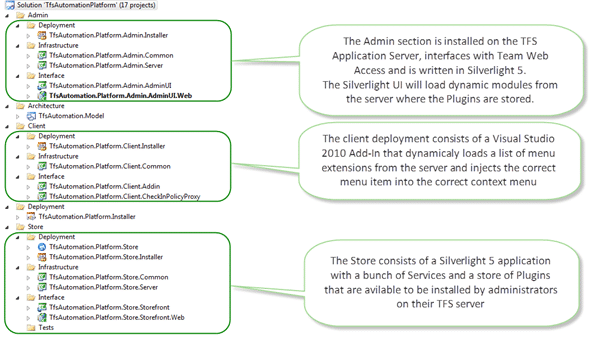 Solution 'TfsAutomationPlatform' (17 projects)
Admin
Deployment
TfsAutomation.Platform.Admin.Installer
Infrastructure
TfsAutomation.Platform.Admin.Common
TfsAutomation.Platform.Admin.Server
Interface
TfsAutomation.Platform.Admin.AdminUI
TfsAutomation.Platform.Admin.AdminUI.Web
Architecture
TfsAutomation.Model
Client
Deployment
TfsAutomation.Platform.Client.Installer
Infrastructure
TfsAutomation.Platform.Client.Common
Interface
TfsAutomation.Platform.Client.Addin
TfsAutomation.Platform.Client.CheckInPolicyProxy
Deployment
TfsAutomation.Platform.Installer
Store
Deployment
TfsAutomation.Platform.Store
TfsAutomation.Platform.Store.Installer
Infrastructure
TfsAutomation.Platform.Store.Common
TfsAutomation.Platform.Store.Server
Interface
TfsAutomation.Platform.Store.Storefront
TfsAutomation.Platform.Store.Storefront.Web
Tests
The Admin section is installed on the TFS
Application Server, interfaces with Team Web
Access and is written in Silverlight 5.
The Silverlight UI will load dynamic modules from
the server where the Plugins are stored.
The client deployment consists of a Visual Studio
2010 Add-In that dynamicaly loads a list of menu
extensions from the server and injects the correct
menu item into the correct context menu
The Store consists of a Silverlight 5 application
with a bunch of Services and a store of Plugins
that are avilable to be installed by administrators
on their TFS server